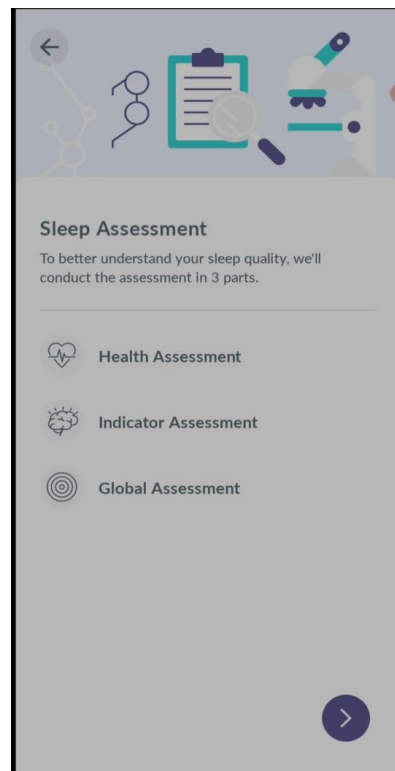 Sleep Assessment
To better understand your sleep quality, we'll
conduct the assessment in 3 parts.
Health Assessment
Indicator Assessment
Global Assessment